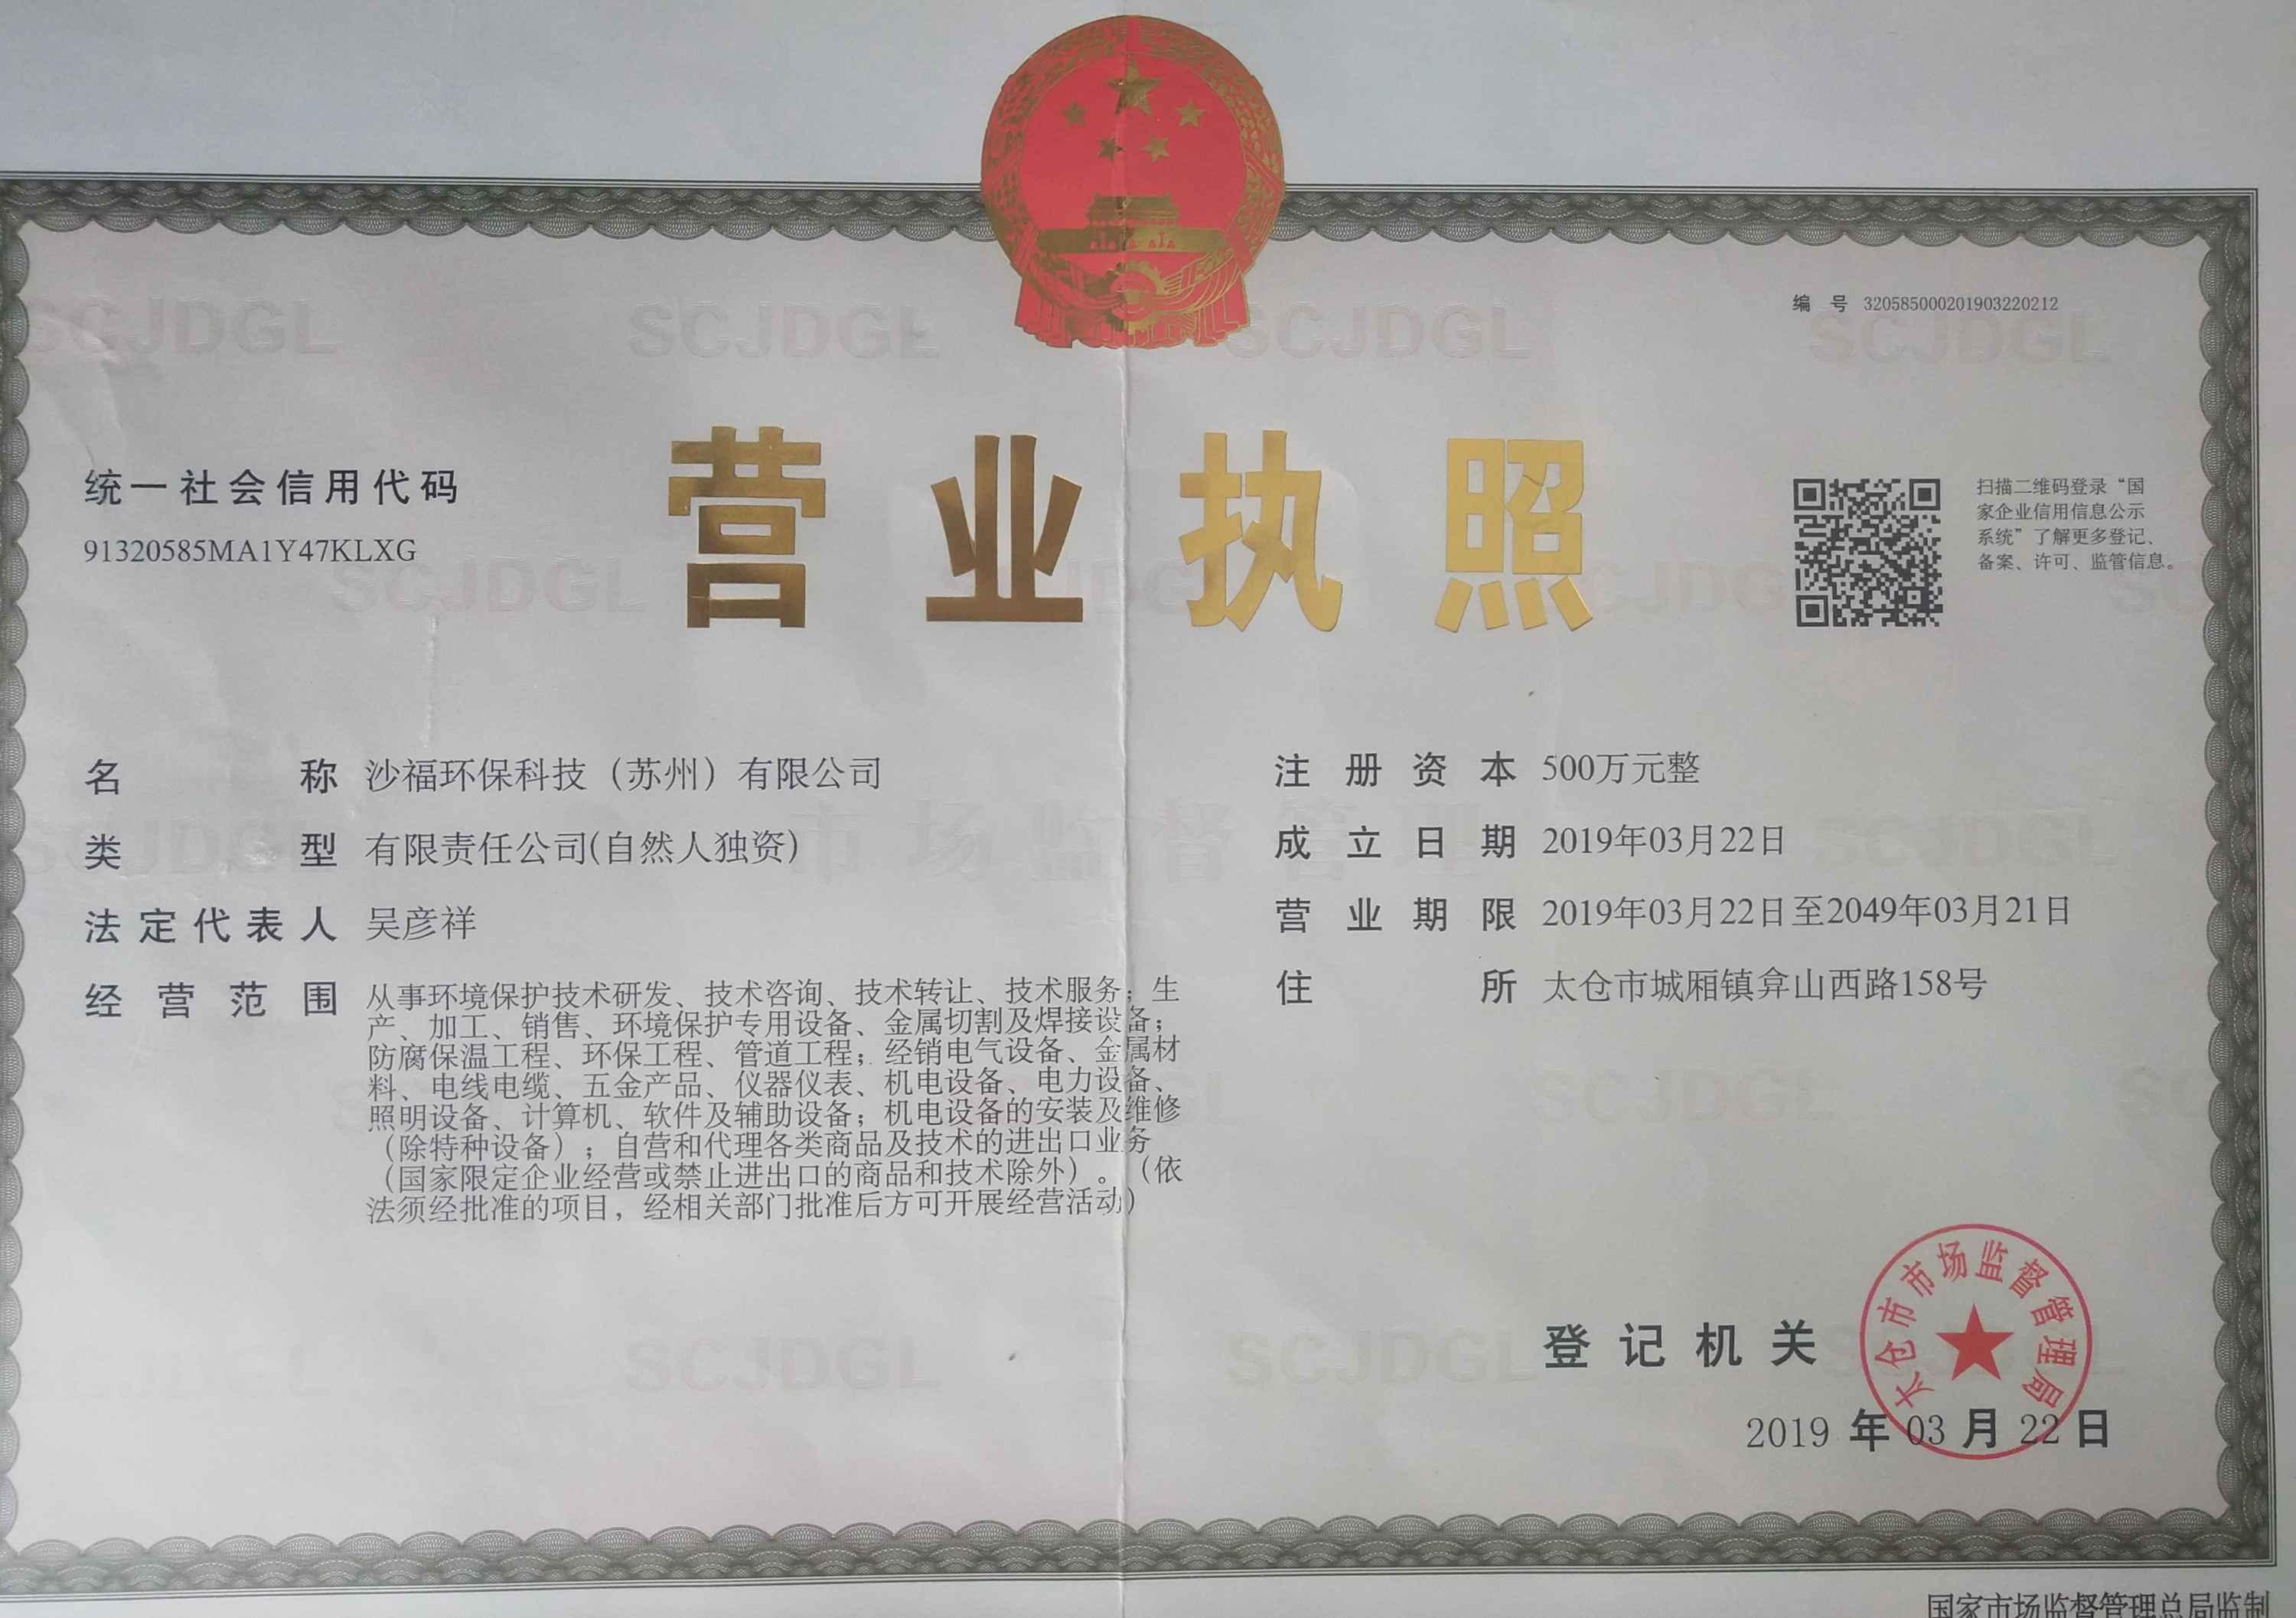 编 号 320585000201903220212
营业执照
统一社会信用代码
91320585MA1Y47KLXG
扫描二维码登录“国
家企业信用信息公示
系统”了解更多登记、
备案、许可、监管信息。
名称 沙福环保科技（苏州）有限公司
类型 有限责任公司(自然人独资)
法定代表人 吴彦祥
经营范围 从事环境保护技术研发、技术咨询、技术转让、技术服务；生
产、加工、销售、环境保护专用设备、金属切割及焊接设备；
防腐保温工程、环保工程、管道工程；经销电气设备、金属材
料、电线电缆、五金产品、仪器仪表、机电设备、电力设备、
照明设备、计算机、软件及辅助设备；机电设备的安装及维修
（除特种设备）；自营和代理各类商品及技术的进出口业务
（国家限定企业经营或禁止进出口的商品和技术除外）。（依
法须经批准的项目，经相关部门批准后方可开展经营活动）
注册资本 500万元整
成立日期 2019年03月22日
营业期限 2019年03月22日至2049年03月21日
住所 太仓市城厢镇弇山西路158号
登记机关
太仓市市场监督管理局
2019 年 03 月 22 日
国家市场监督管理总局监制
SCJDGL
市场监督管理